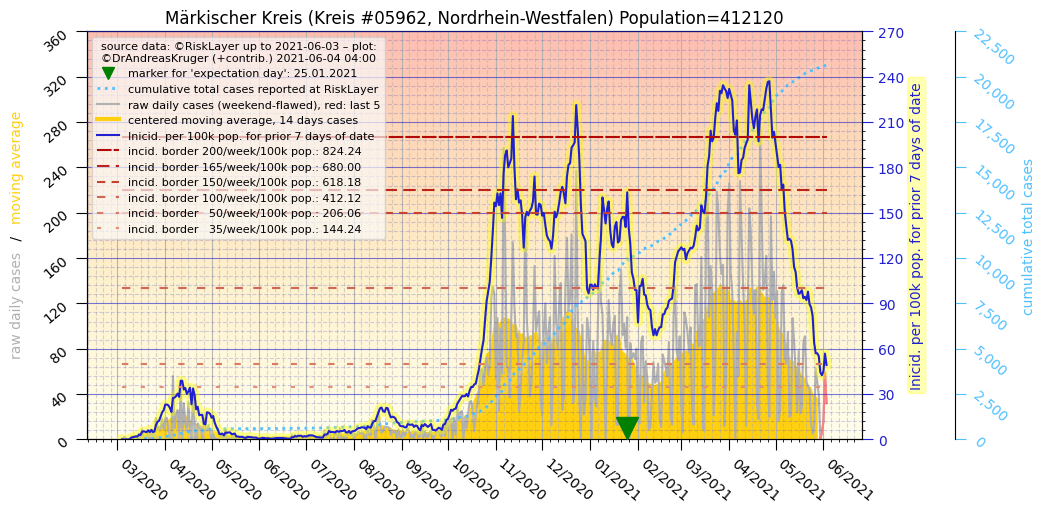 Märkischer Kreis (Kreis #05962, Nordrhein-Westfalen) Population=412120
source data: ©RiskLayer up to 2021-06-03 – plot:
©DrAndreasKruger (+contrib.) 2021-06-04 04:00
marker for 'expectation day': 25.01.2021
cumulative total cases reported at RiskLayer
raw daily cases (weekend-flawed), red: last 5
centered moving average, 14 days cases
Inicid. per 100k pop. for prior 7 days of date
incid. border 200/week/100k pop.: 824.24
incid. border 165/week/100k pop.: 680.00
incid. border 150/week/100k pop.: 618.18
incid. border 100/week/100k pop.: 412.12
incid. border   50/week/100k pop.: 206.06
incid. border   35/week/100k pop.: 144.24
raw daily cases / moving average
360
320
280
240
200
160
120
80
40
0
270
240
210
180
150
120
90
60
30
0
Inicid. per 100k pop. for prior 7 days of date
22,500
20,000
17,500
15,000
12,500
10,000
7,500
5,000
2,500
0
cumulative total cases
03/2020
04/2020
05/2020
06/2020
07/2020
08/2020
09/2020
10/2020
11/2020
12/2020
01/2021
02/2021
03/2021
04/2021
05/2021
06/2021